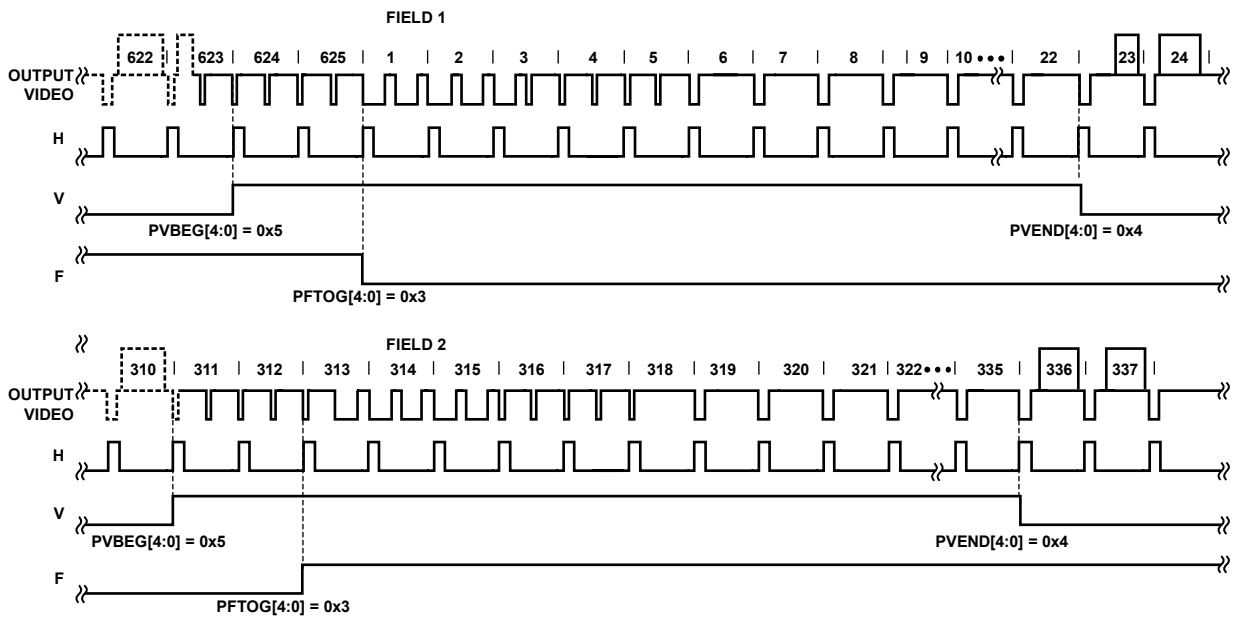 FIELD 1
622 623 624 625 1 2 3 4 5 6 7 8 9 10 ••• 22 23 24
OUTPUT
VIDEO
H
V
PVBEG[4:0] = 0x5
PVEND[4:0] = 0x4
F
PFTOG[4:0] = 0x3
FIELD 2
310 311 312 313 314 315 316 317 318 319 320 321 322 ••• 335 336 337
OUTPUT
VIDEO
H
V
PVBEG[4:0] = 0x5
PVEND[4:0] = 0x4
F
PFTOG[4:0] = 0x3